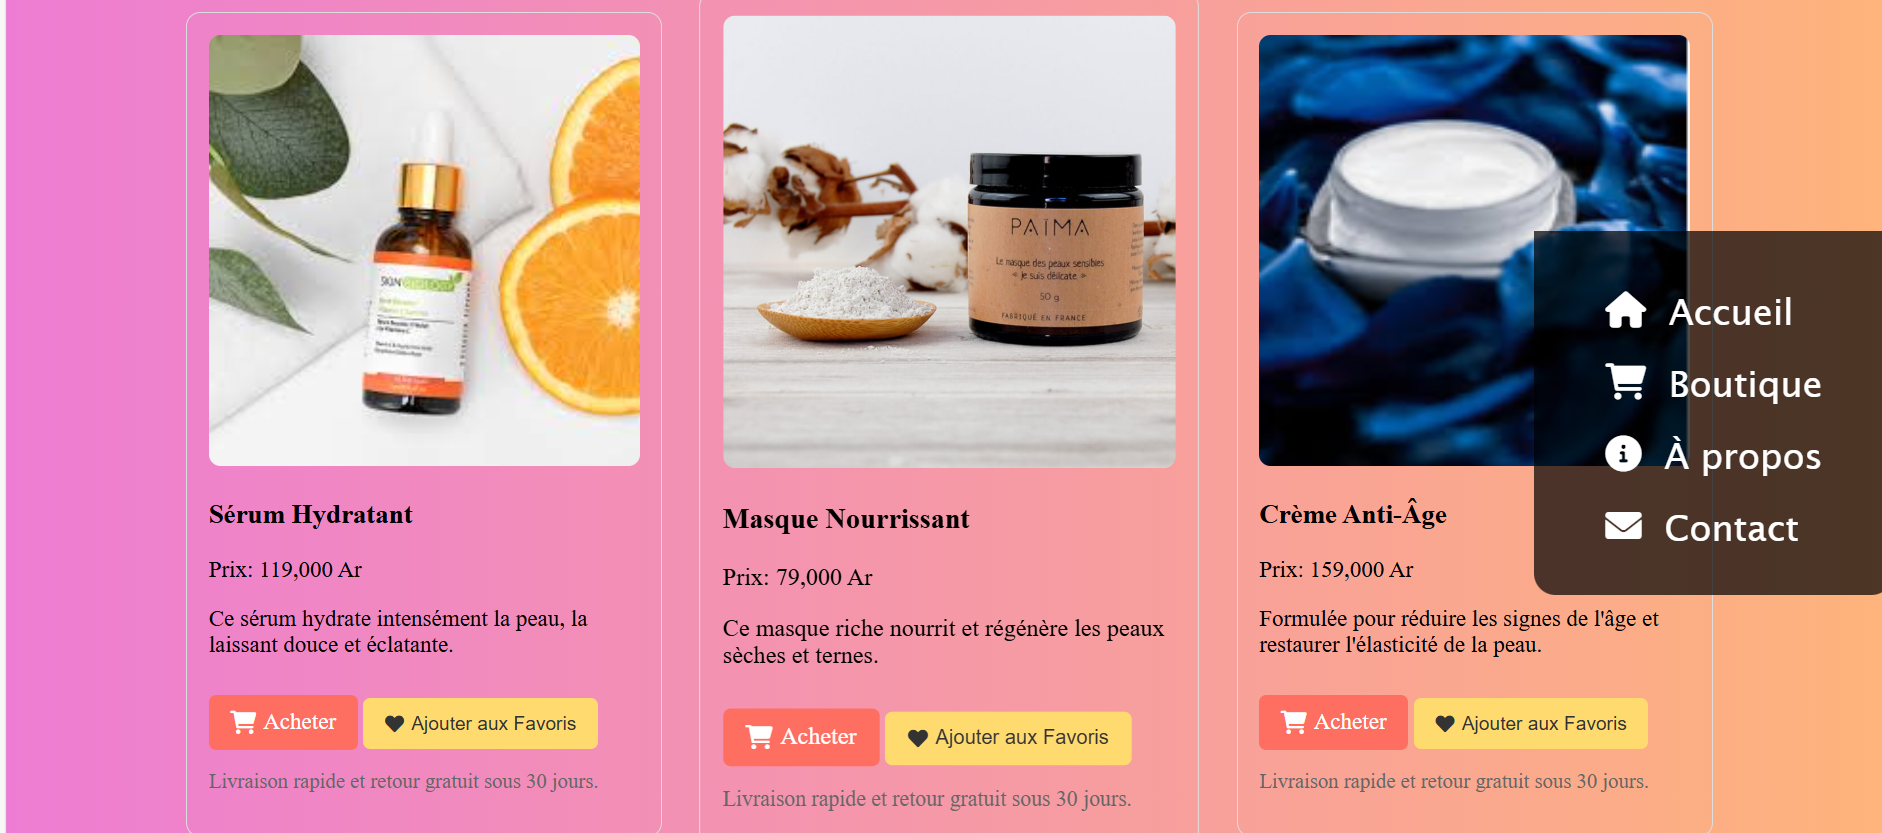 SKIN
PAÏMA
Le masque des peaux sensibles
« je suis délicate »
50 g
FABRIQUÉ EN FRANCE
Accueil
Boutique
À propos
Contact
Sérum Hydratant
Prix: 119,000 Ar
Ce sérum hydrate intensément la peau, la
laissant douce et éclatante.
Acheter
Ajouter aux Favoris
Livraison rapide et retour gratuit sous 30 jours.
Masque Nourrissant
Prix: 79,000 Ar
Ce masque riche nourrit et régénère les peaux
sèches et ternes.
Acheter
Ajouter aux Favoris
Livraison rapide et retour gratuit sous 30 jours.
Crème Anti-Âge
Prix: 159,000 Ar
Formulée pour réduire les signes de l'âge et
restaurer l'élasticité de la peau.
Acheter
Ajouter aux Favoris
Livraison rapide et retour gratuit sous 30 jours.